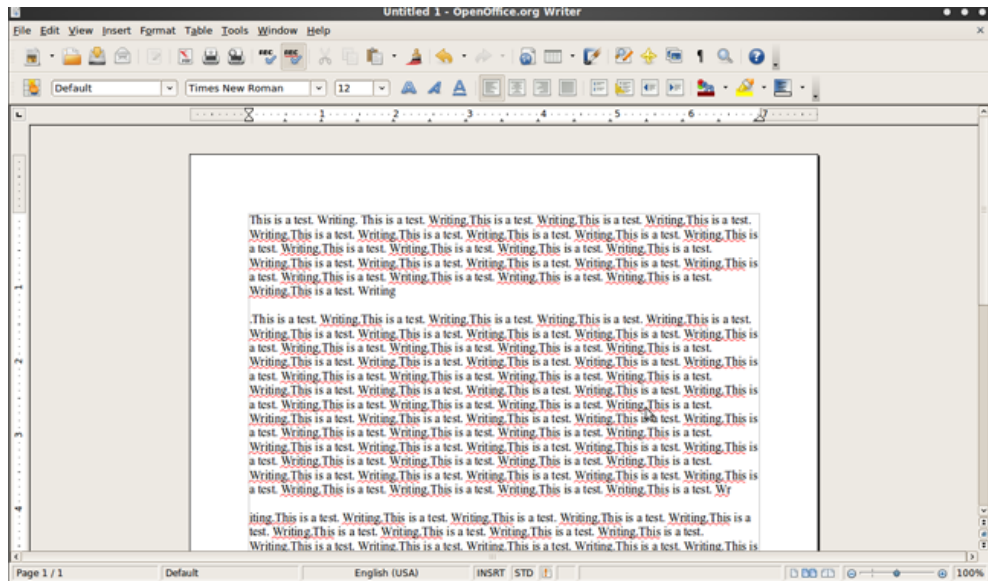 Untitled 1 - OpenOffice.org Writer
File Edit View Insert Format Table Tools Window Help
Default Times New Roman 12
1 2 3 4 5 6 7
This is a test. Writing. This is a test. Writing.This is a test. Writing.This is a test. Writing.This is a test.
Writing.This is a test. Writing.This is a test. Writing.This is a test. Writing.This is a test. Writing.This is
a test. Writing.This is a test. Writing.This is a test. Writing.This is a test. Writing.This is a test.
Writing.This is a test. Writing.This is a test. Writing.This is a test. Writing.This is a test. Writing.This is
a test. Writing.This is a test. Writing.This is a test. Writing.This is a test. Writing.This is a test.
Writing.This is a test. Writing
.This is a test. Writing.This is a test. Writing.This is a test. Writing.This is a test. Writing.This is a test.
Writing.This is a test. Writing.This is a test. Writing.This is a test. Writing.This is a test. Writing.This is
a test. Writing.This is a test. Writing.This is a test. Writing.This is a test. Writing.This is a test.
Writing.This is a test. Writing.This is a test. Writing.This is a test. Writing.This is a test. Writing.This is
a test. Writing.This is a test. Writing.This is a test. Writing.This is a test. Writing.This is a test.
Writing.This is a test. Writing.This is a test. Writing.This is a test. Writing.This is a test. Writing.This is
a test. Writing.This is a test. Writing.This is a test. Writing.This is a test. Writing.This is a test.
Writing.This is a test. Writing.This is a test. Writing.This is a test. Writing.This is a test. Writing.This is
a test. Writing.This is a test. Writing.This is a test. Writing.This is a test. Writing.This is a test.
Writing.This is a test. Writing.This is a test. Writing.This is a test. Writing.This is a test. Writing.This is
a test. Writing.This is a test. Writing.This is a test. Writing.This is a test. Writing.This is a test.
Writing.This is a test. Writing.This is a test. Writing.This is a test. Writing.This is a test. Writing.This is
a test. Writing.This is a test. Writing.This is a test. Writing.This is a test. Writing.This is a test. Wr
iting.This is a test. Writing.This is a test. Writing.This is a test. Writing.This is a test. Writing.This is a
test. Writing.This is a test. Writing.This is a test. Writing.This is a test. Writing.This is a test.
Writing.This is a test. Writing.This is a test. Writing.This is a test. Writing.This is a test. Writing.This is
Page 1 / 1 Default English (USA) INSRT STD 100%